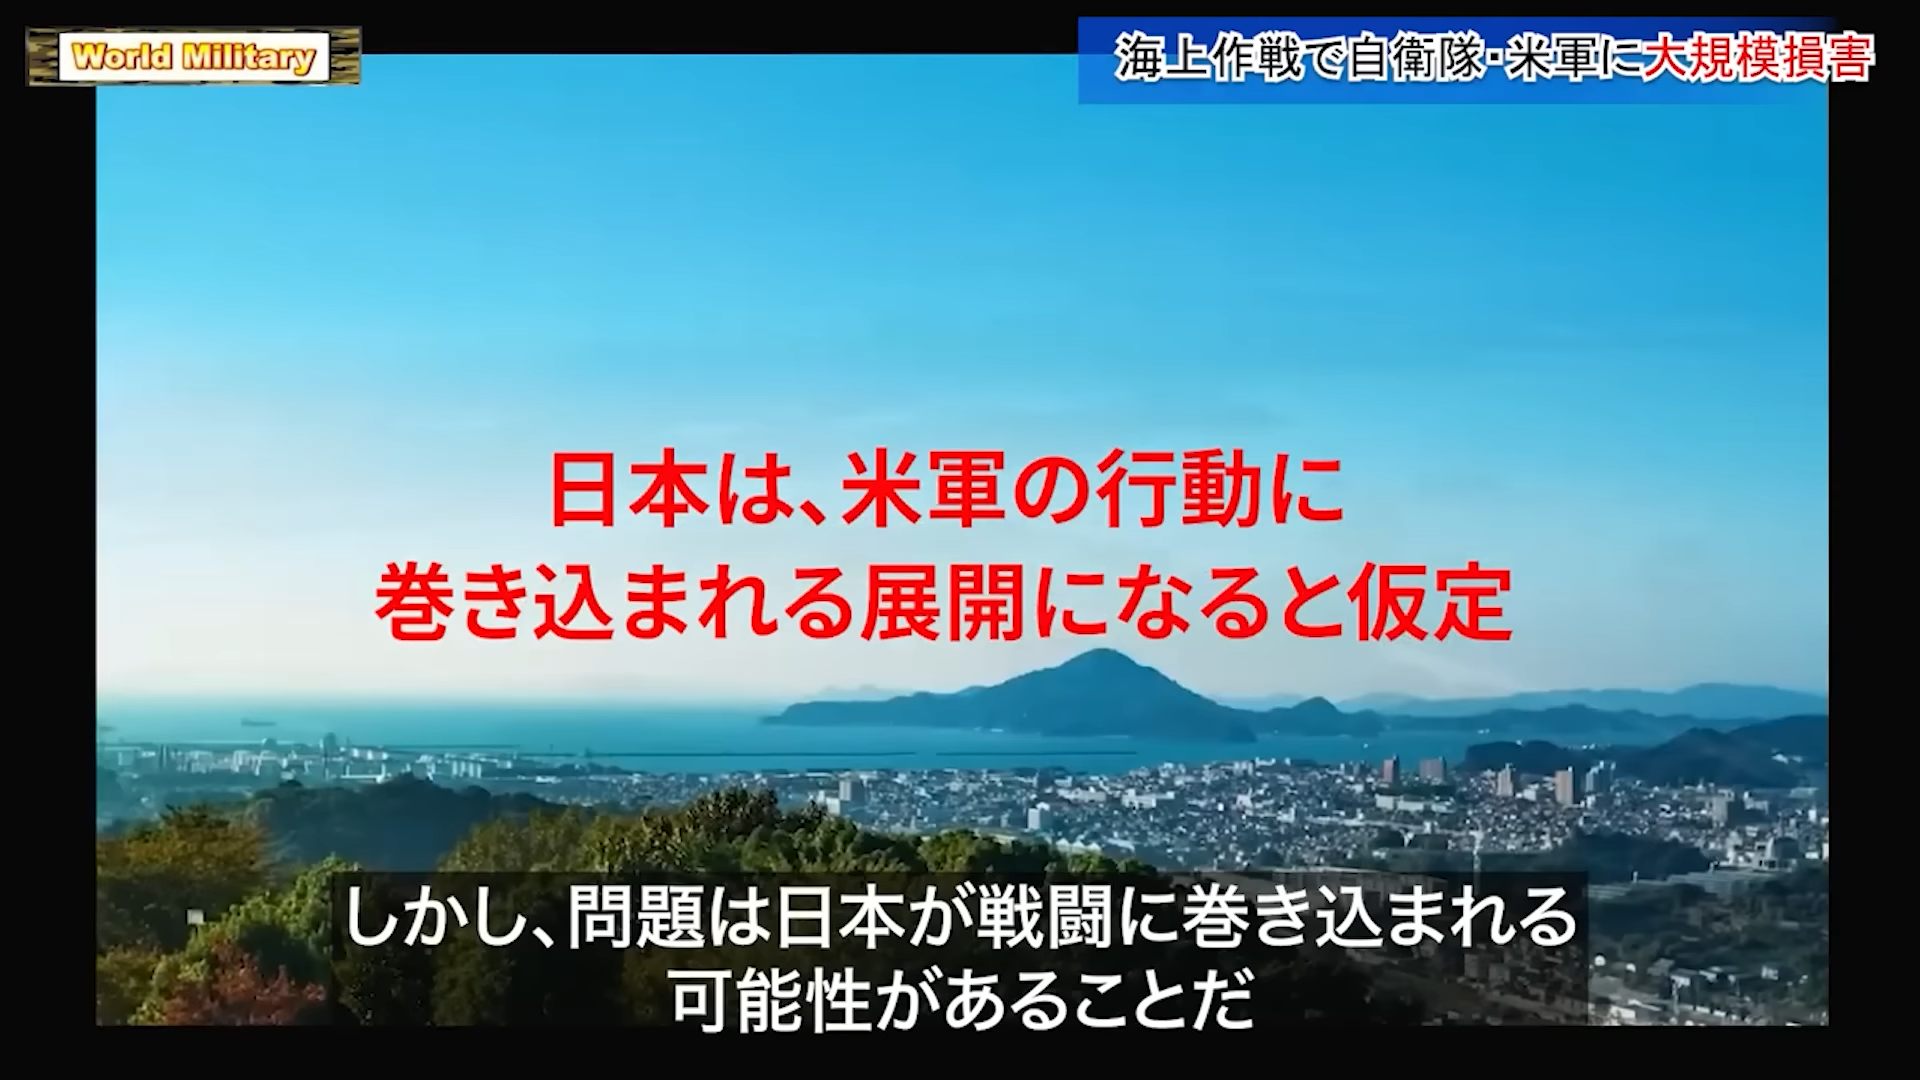 World Military
海上作戦で自衛隊・米軍に大規模損害
日本は、米軍の行動に
巻き込まれる展開になると仮定
しかし、問題は日本が戦闘に巻き込まれる
可能性があることだ